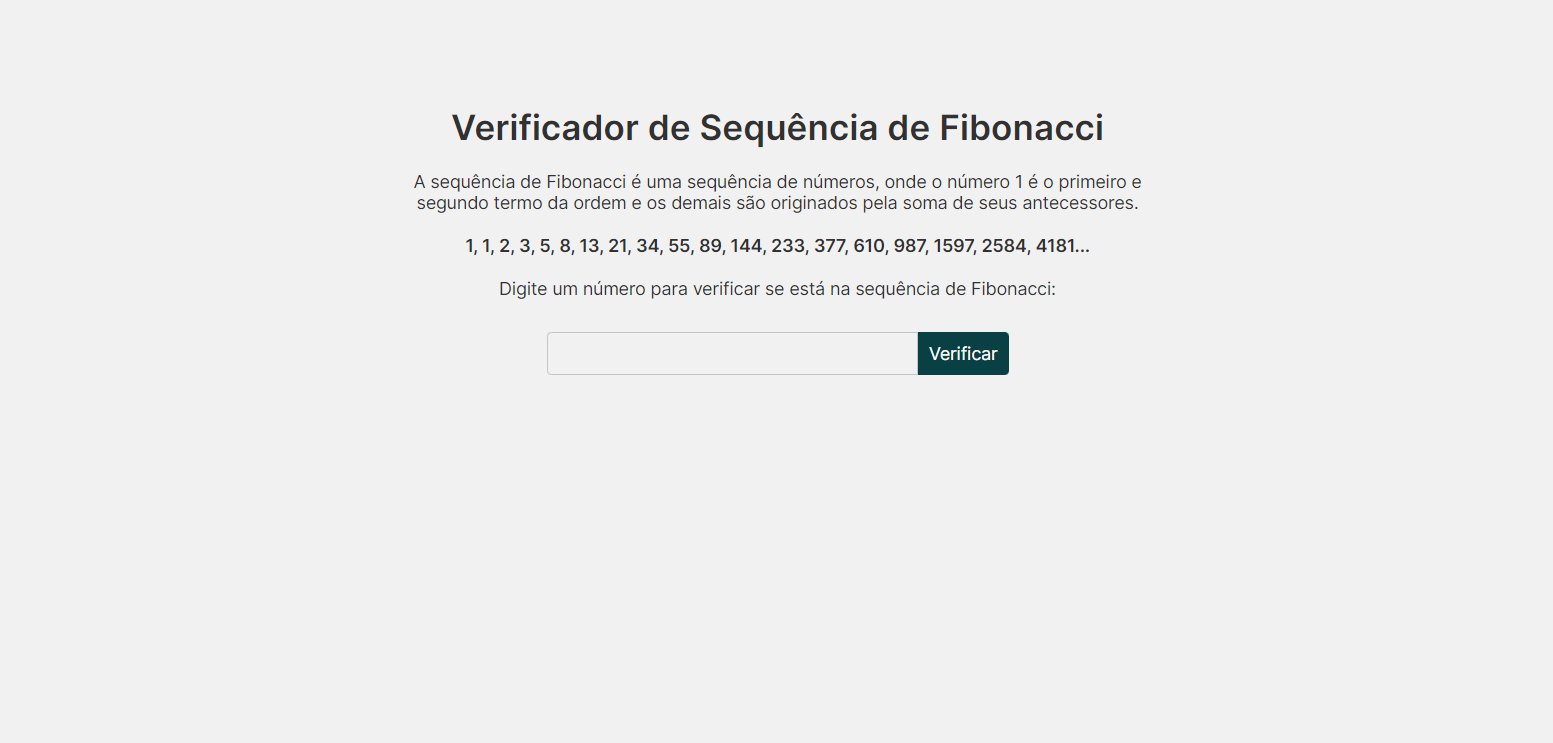 Verificador de Sequência de Fibonacci
A sequência de Fibonacci é uma sequência de números, onde o número 1 é o primeiro e
segundo termo da ordem e os demais são originados pela soma de seus antecessores.
1, 1, 2, 3, 5, 8, 13, 21, 34, 55, 89, 144, 233, 377, 610, 987, 1597, 2584, 4181...
Digite um número para verificar se está na sequência de Fibonacci:
Verificar